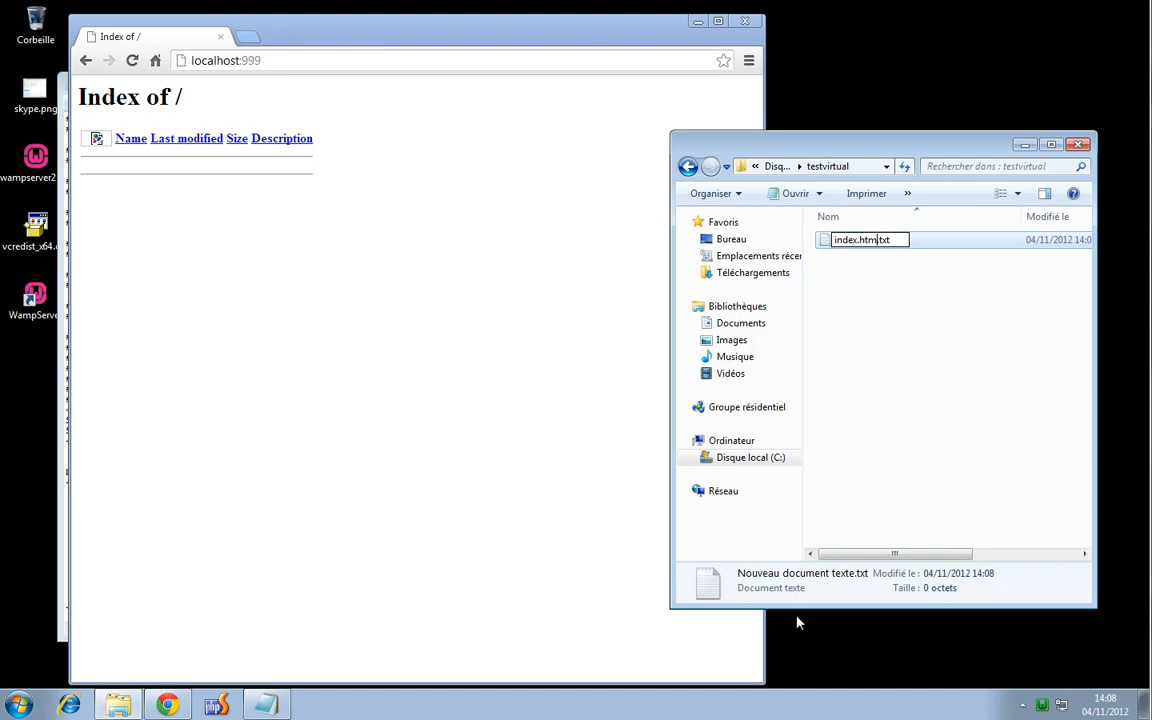 Corbeille
skype.png
wampserver2
vcredist_x64.
WampServe
Index of /
localhost:999
Index of /
Name Last modified Size Description
« Disq... testvirtual
Rechercher dans : testvirtual
Organiser Ouvrir Imprimer »
Nom Modifié le
index.htm.txt 04/11/2012 14:0
Favoris
Bureau
Emplacements récer
Téléchargements
Bibliothèques
Documents
Images
Musique
Vidéos
Groupe résidentiel
Ordinateur
Disque local (C:)
Réseau
Nouveau document texte.txt Modifié le : 04/11/2012 14:08
Document texte Taille : 0 octets
php
14:08
04/11/2012